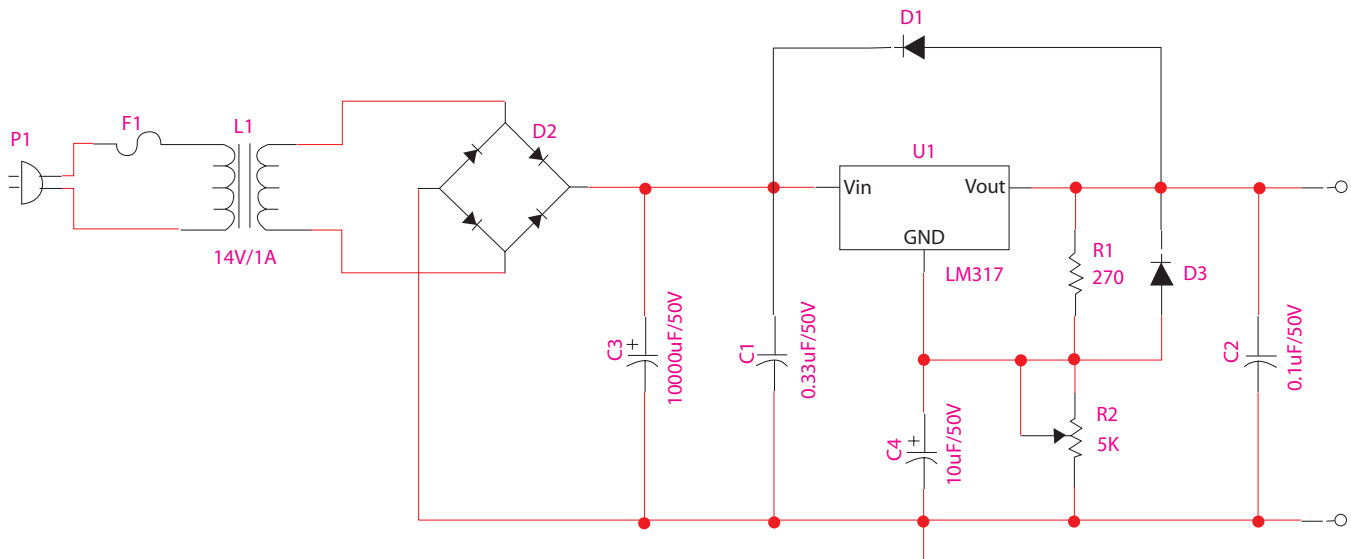 P1
F1
L1
14V/1A
D2
C3
10000uF/50V
C1
0.33uF/50V
D1
U1
Vin
Vout
GND
LM317
R1
270
D3
C4
10uF/50V
R2
5K
C2
0.1uF/50V